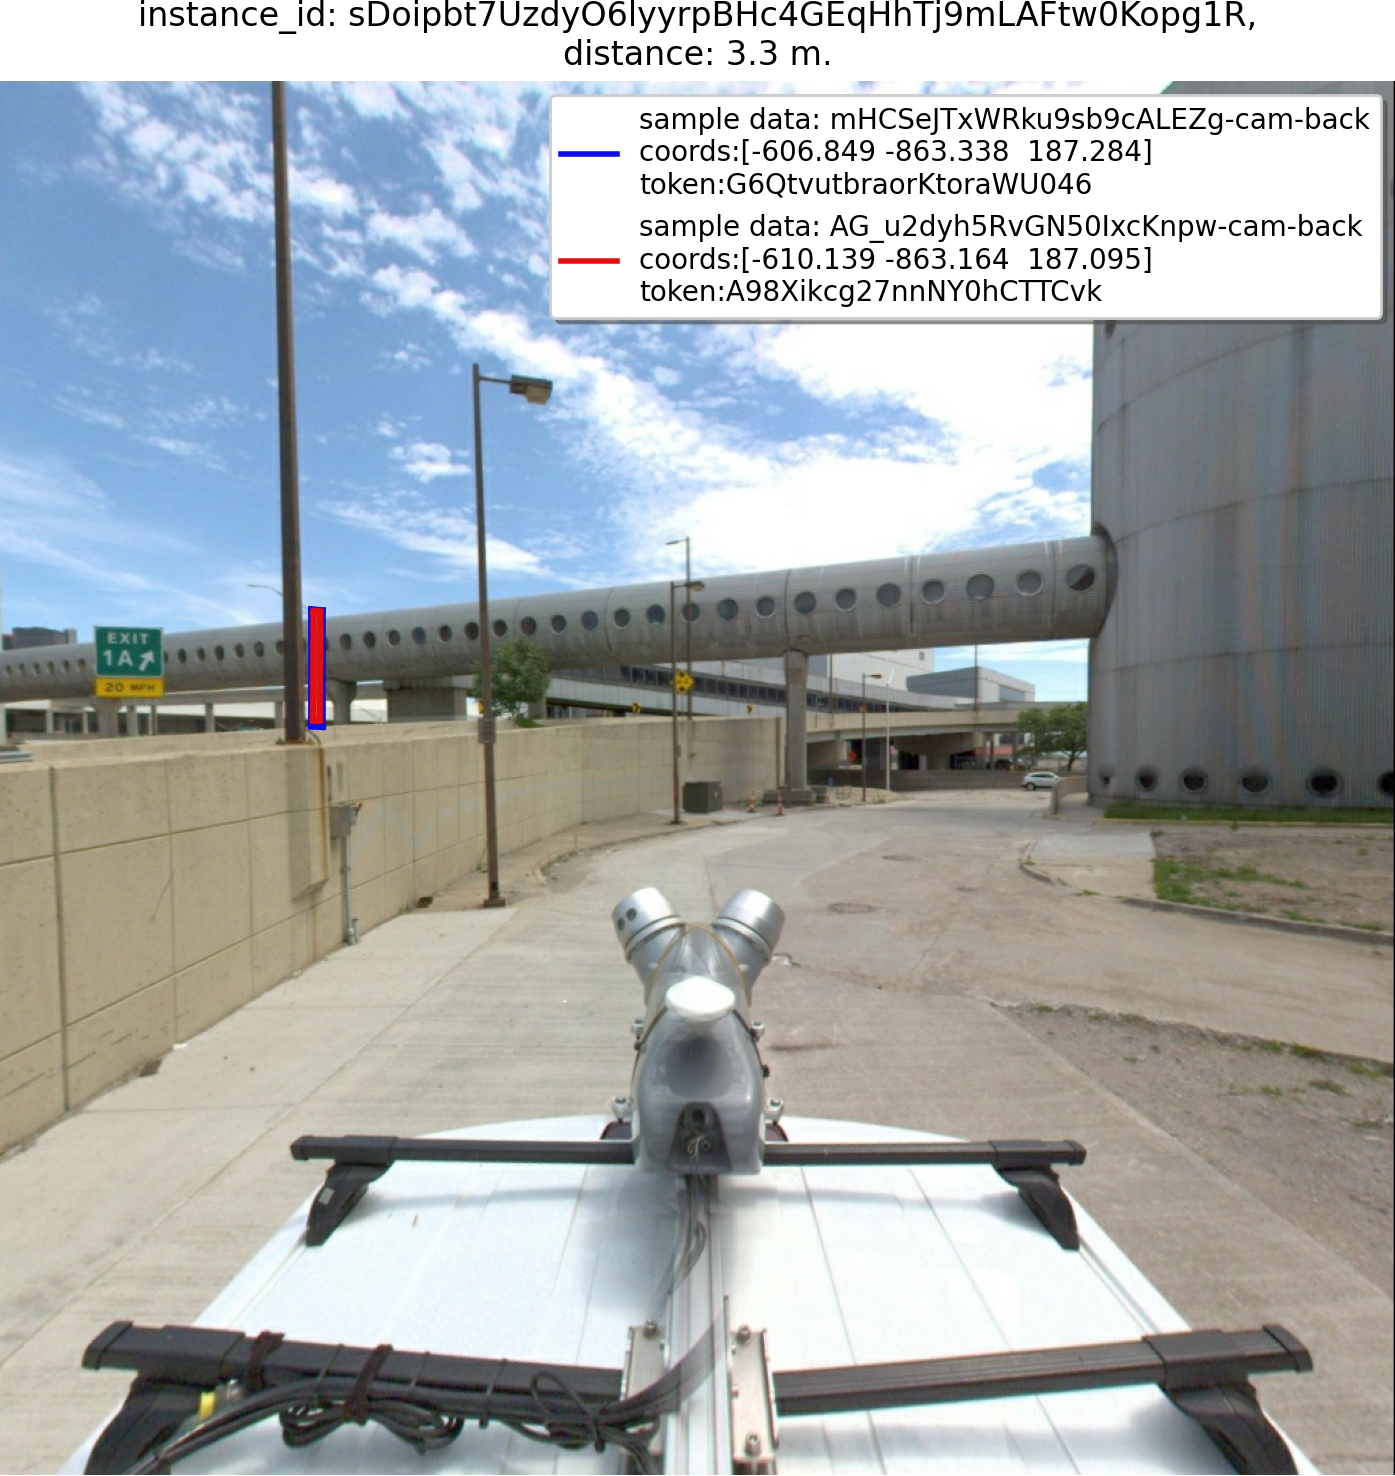 instance_id: sDoipbt7UzdyO6lyyrpBHc4GEqHhTj9mLAFtw0Kopg1R,
distance: 3.3 m.
sample data: mHCSeJTxWRku9sb9cALEZg-cam-back
coords:[-606.849 -863.338  187.284]
token:G6QtvutbraorKtoraWU046
sample data: AG_u2dyh5RvGN50IxcKnpw-cam-back
coords:[-610.139 -863.164  187.095]
token:A98Xikcg27nnNY0hCTTCvk
EXIT
1A
20 MPH